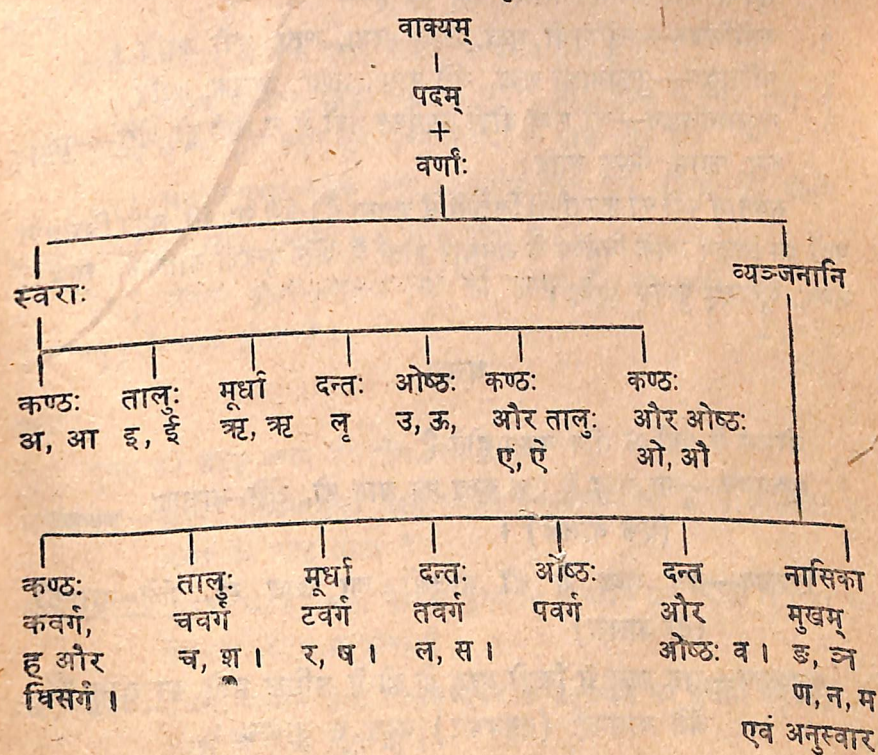 वाक्यम्
पदम्
+
वर्णाः
स्वराः
व्यञ्जनानि
कण्ठः
अ, आ
तालुः
इ, ई
मूर्धा
ऋ, ऋ
दन्तः
लृ
ओष्ठः
उ, ऊ,
कण्ठः
और तालुः
ए, ऐ
कण्ठः
और ओष्ठः
ओ, औ
कण्ठः
कवर्ग,
ह और
विसर्ग ।
तालुः
चवर्ग
च, श ।
मूर्धा
टवर्ग
र, ष ।
दन्तः
तवर्ग
ल, स ।
ओष्ठः
पवर्ग
दन्त
और
ओष्ठः व ।
नासिका
मुखम्
ङ, ञ
ण, न, म
एवं अनुस्वार